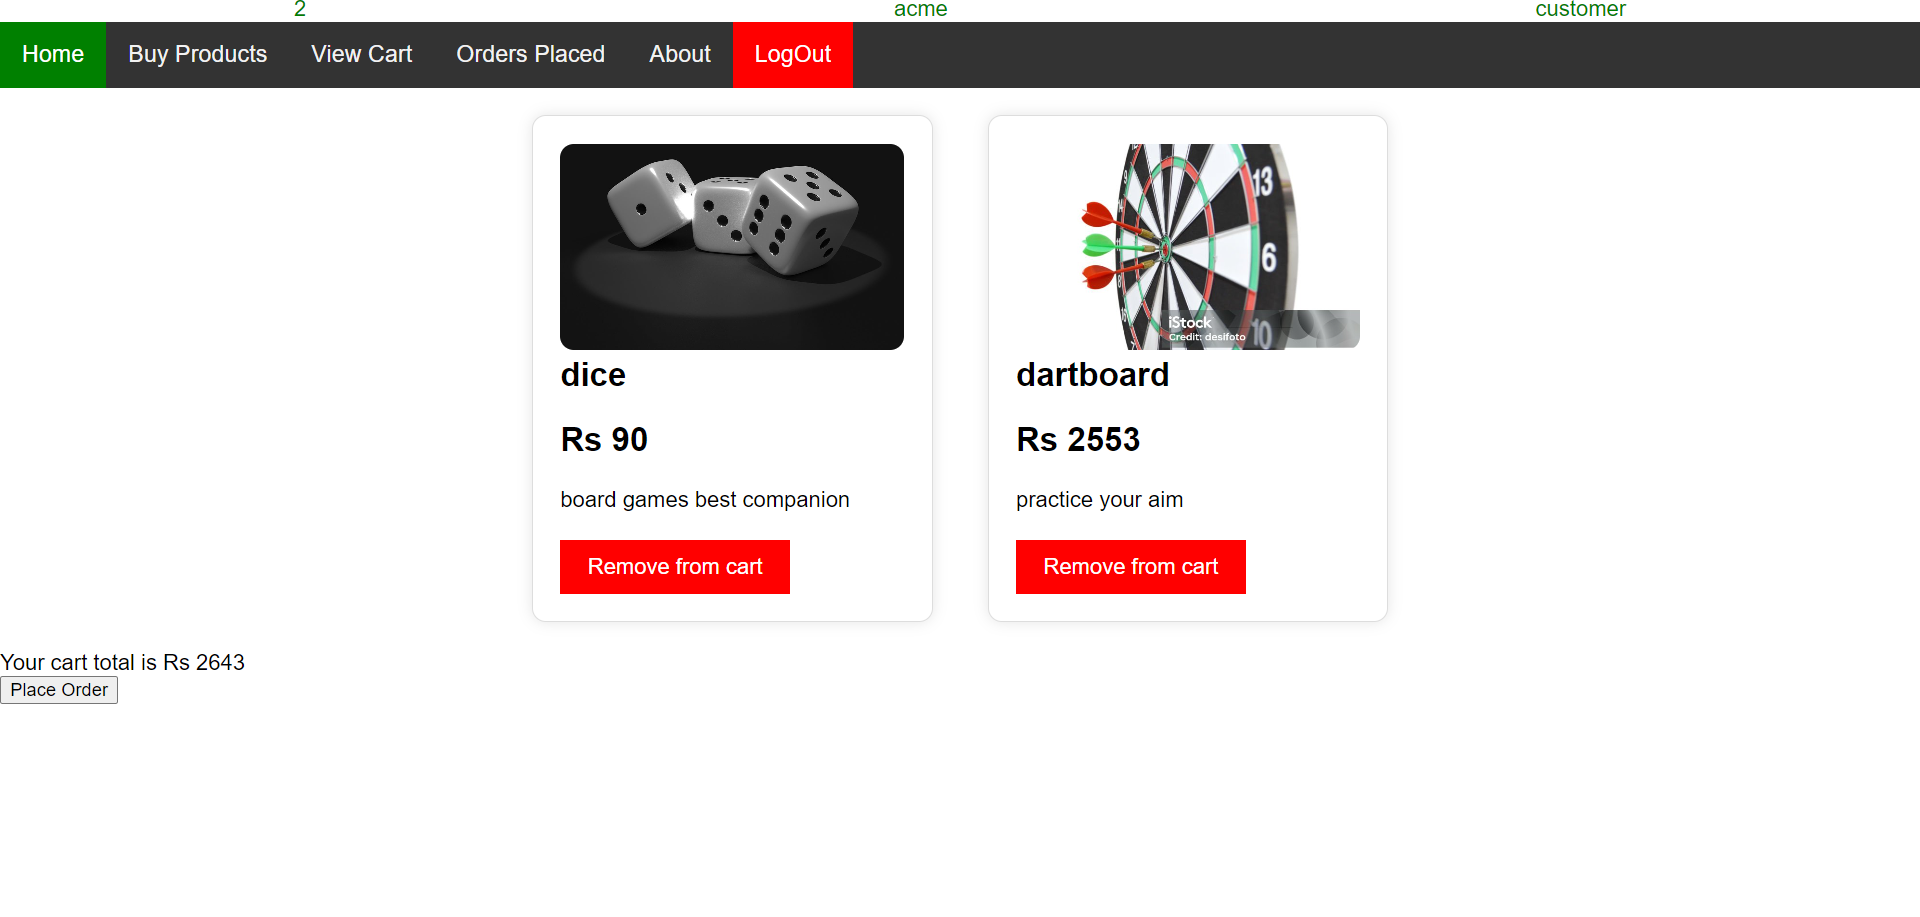 2 acme customer
Home Buy Products View Cart Orders Placed About LogOut
13
6
10
iStock
Credit: desifoto
dice
Rs 90
board games best companion
Remove from cart
dartboard
Rs 2553
practice your aim
Remove from cart
Your cart total is Rs 2643
Place Order